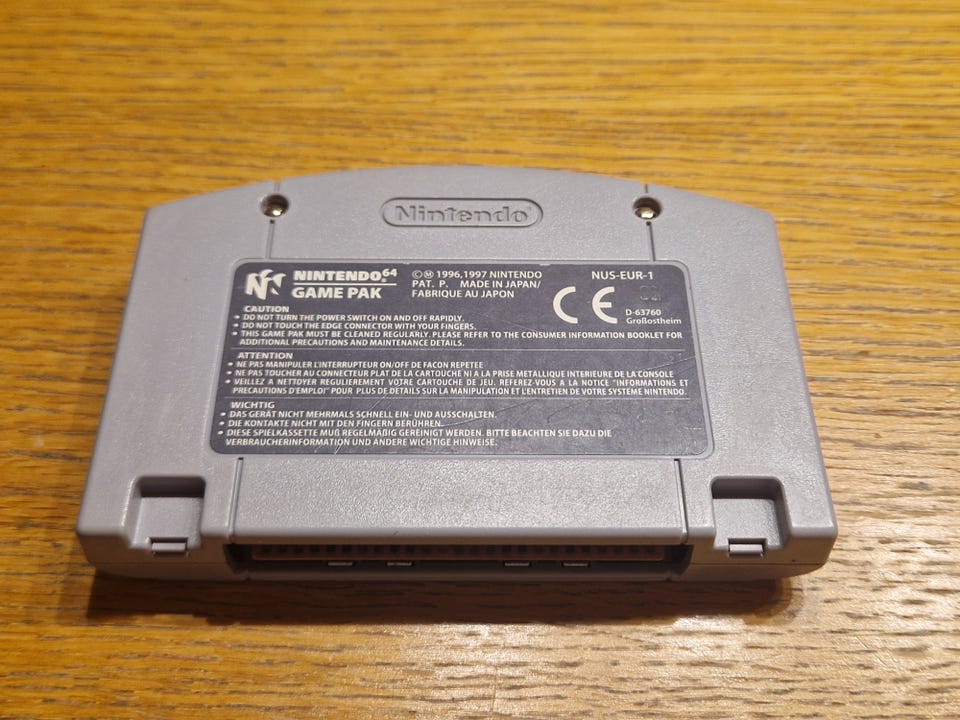 Nintendo®
NINTENDO 64
GAME PAK
©Ⓜ 1996,1997 NINTENDO
PAT. P. MADE IN JAPAN/
FABRIQUE AU JAPON
NUS-EUR-1
CE
D-63760
Großostheim
CAUTION
• DO NOT TURN THE POWER SWITCH ON AND OFF RAPIDLY.
• DO NOT TOUCH THE EDGE CONNECTOR WITH YOUR FINGERS.
• THIS GAME PAK MUST BE CLEANED REGULARLY. PLEASE REFER TO THE CONSUMER INFORMATION BOOKLET FOR
ADDITIONAL PRECAUTIONS AND MAINTENANCE DETAILS.
ATTENTION
• NE PAS MANIPULER L'INTERRUPTEUR ON/OFF DE FACON REPETEE
• NE PAS TOUCHER AU CONNECTEUR PLAT DE LA CARTOUCHE NI A LA PRISE METALLIQUE INTERIEURE DE LA CONSOLE
• VEILLEZ A NETTOYER REGULIEREMENT VOTRE CARTOUCHE DE JEU. REFEREZ-VOUS A LA NOTICE "INFORMATIONS ET
PRECAUTIONS D'EMPLOI" POUR PLUS DE DETAILS SUR LA MANIPULATION ET L'ENTRETIEN DE VOTRE SYSTEME NINTENDO.
WICHTIG
• DAS GERÄT NICHT MEHRMALS SCHNELL EIN- UND AUSSCHALTEN.
• DIE KONTAKTE NICHT MIT DEN FINGERN BERÜHREN.
• DIESE SPIELKASSETTE MUß REGELMÄßIG GEREINIGT WERDEN. BITTE BEACHTEN SIE DAZU DIE
VERBRAUCHERINFORMATION UND ANDERE WICHTIGE HINWEISE.